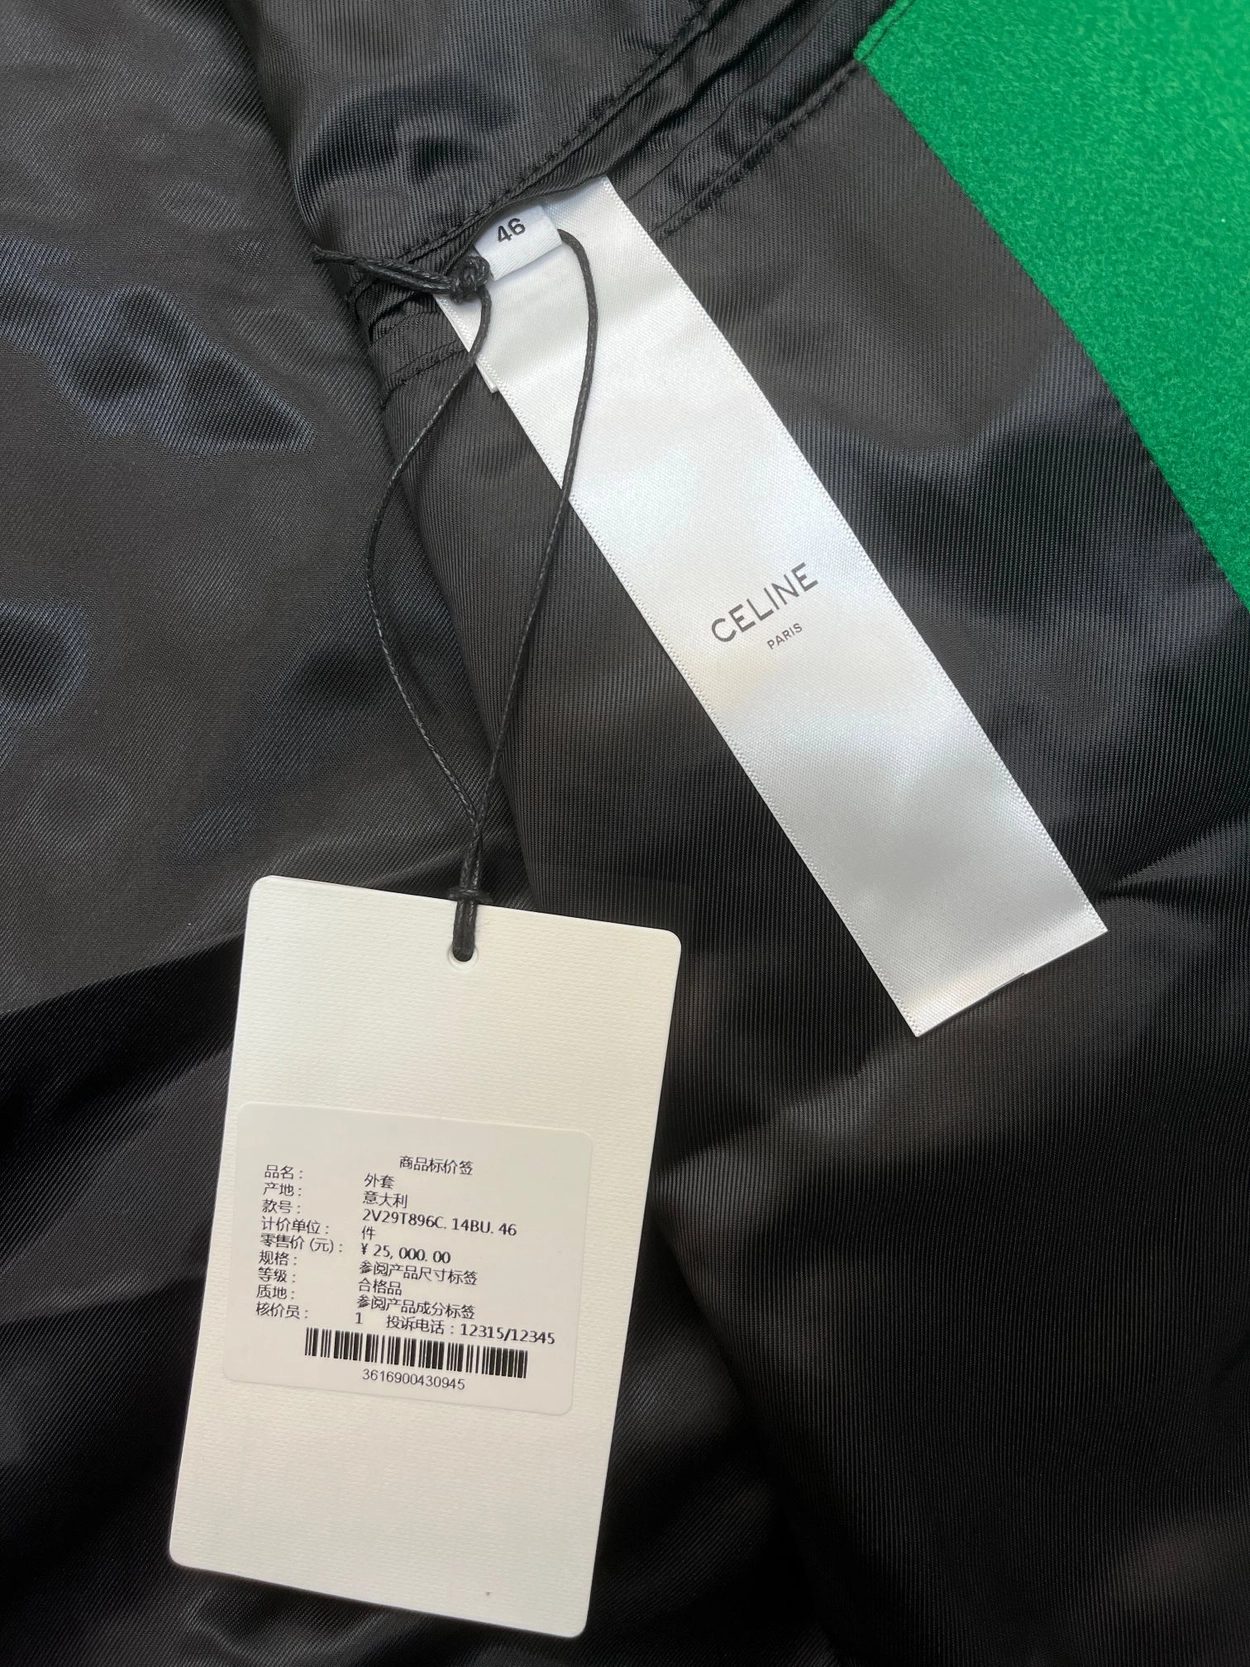 46
CELINE
PARIS
商品标价签
品名： 外套
产地： 意大利
款号： 2V29T896C. 14BU. 46
计价单位： 件
零售价 (元)： ¥ 25, 000. 00
规格： 参阅产品尺寸标签
等级： 合格品
质地： 参阅产品成分标签
核价员： 1 投诉电话：12315/12345
3616900430945